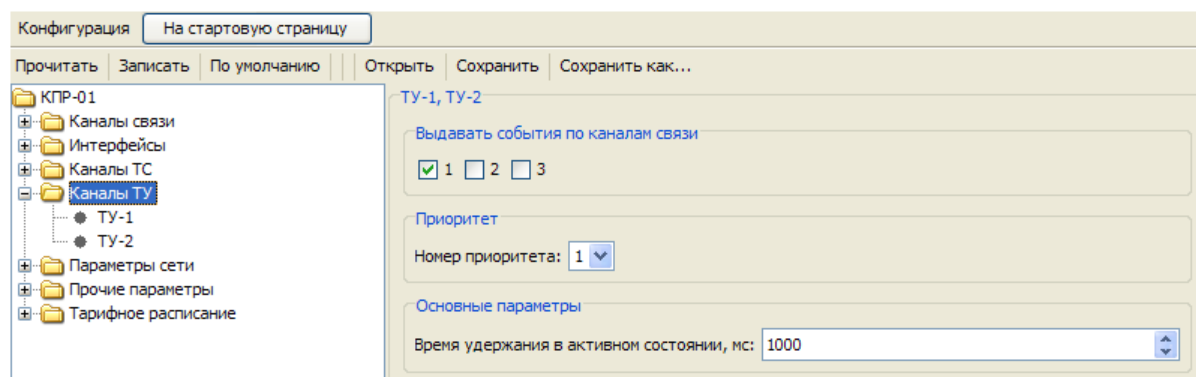 Конфигурация На стартовую страницу
Прочитать Записать По умолчанию Открыть Сохранить Сохранить как...
КПР-01
Каналы связи
Интерфейсы
Каналы ТС
Каналы ТУ
ТУ-1
ТУ-2
Параметры сети
Прочие параметры
Тарифное расписание
ТУ-1, ТУ-2
Выдавать события по каналам связи
1 2 3
Приоритет
Номер приоритета: 1
Основные параметры
Время удержания в активном состоянии, мс: 1000